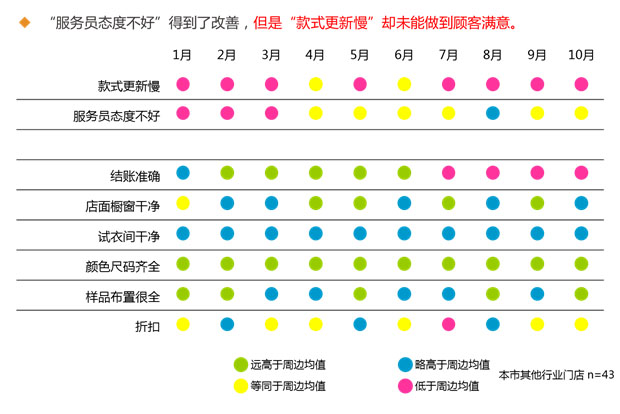 “服务员态度不好”得到了改善，但是“款式更新慢”却未能做到顾客满意。
1月 2月 3月 4月 5月 6月 7月 8月 9月 10月
款式更新慢
服务员态度不好
结账准确
店面橱窗干净
试衣间干净
颜色尺码齐全
样品布置很全
折扣
远高于周边均值 略高于周边均值
等同于周边均值 低于周边均值
本市其他行业门店 n=43